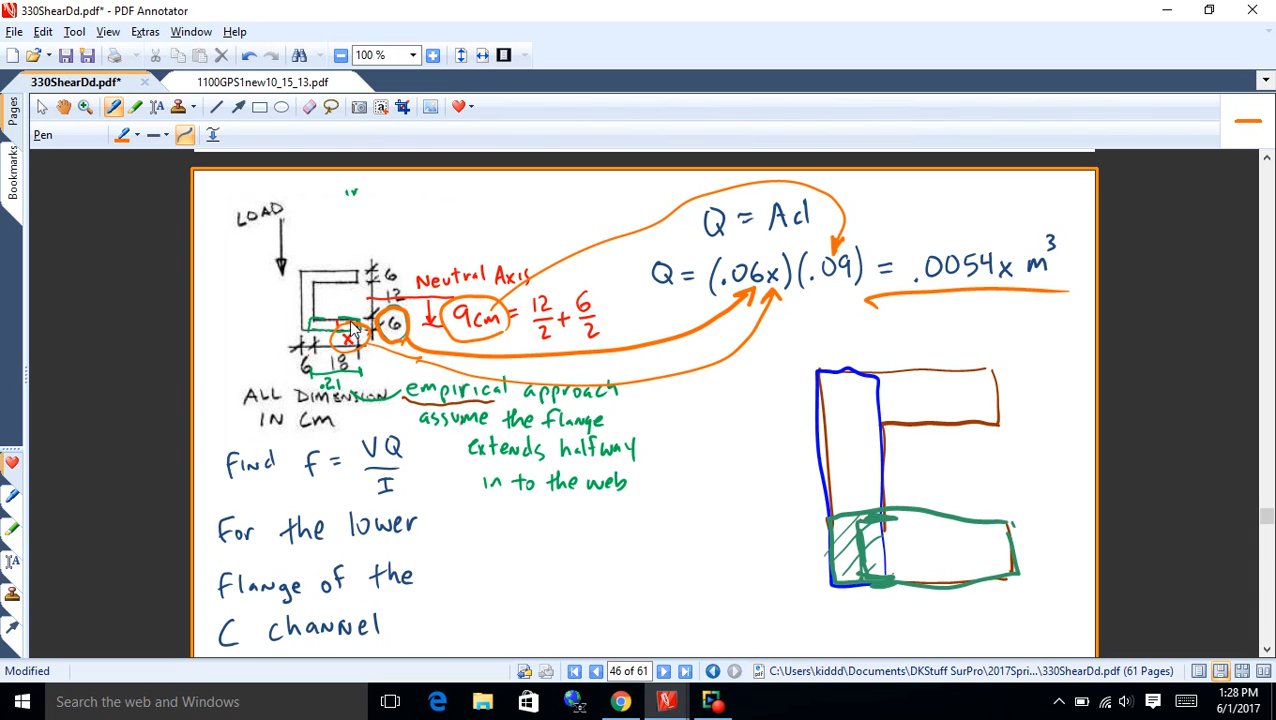 330ShearDd.pdf* - PDF Annotator
File Edit Tool Extras Window Help
100 %
330ShearDd.pdf* 1100GPS1new10_15_13.pdf
Pen
Pages
Bookmarks
LOAD
6
12
6
6 18
.21
x
ALL DIMENSION
IN Cm
Neutral Axis
9cm = 12/2 + 6/2
Q = Ad
Q = (.06x)(.09) = .0054x m³
empirical approach
assume the flange
extends halfway
in to the web
Find f = VQ/I
For the lower
flange of the
C channel
Modified
46 of 61
C:\Users\kiddd\Documents\DKStuff SurPro\2017Spri...\330ShearDd.pdf (61 Pages)
Search the web and Windows
1:28 PM
6/1/2017